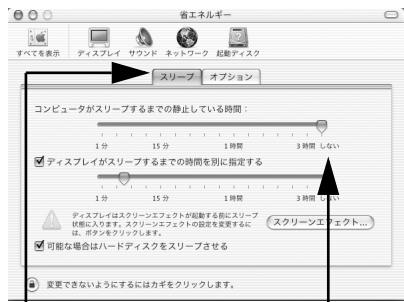 省エネルギー
すべてを表示 ディスプレイ サウンド ネットワーク 起動ディスク
スリープ オプション
コンピュータがスリープするまでの静止している時間：
1 分 15 分 1 時間 3 時間 しない
ディスプレイがスリープするまでの時間を別に指定する
1 分 15 分 1 時間 3 時間 しない
ディスプレイはスクリーンエフェクトが起動する前にスリープ
状態に入ります。スクリーンエフェクトの設定を変更するに
は、ボタンをクリックします。
スクリーンエフェクト...
可能な場合はハードディスクをスリープさせる
変更できないようにするにはカギをクリックします。